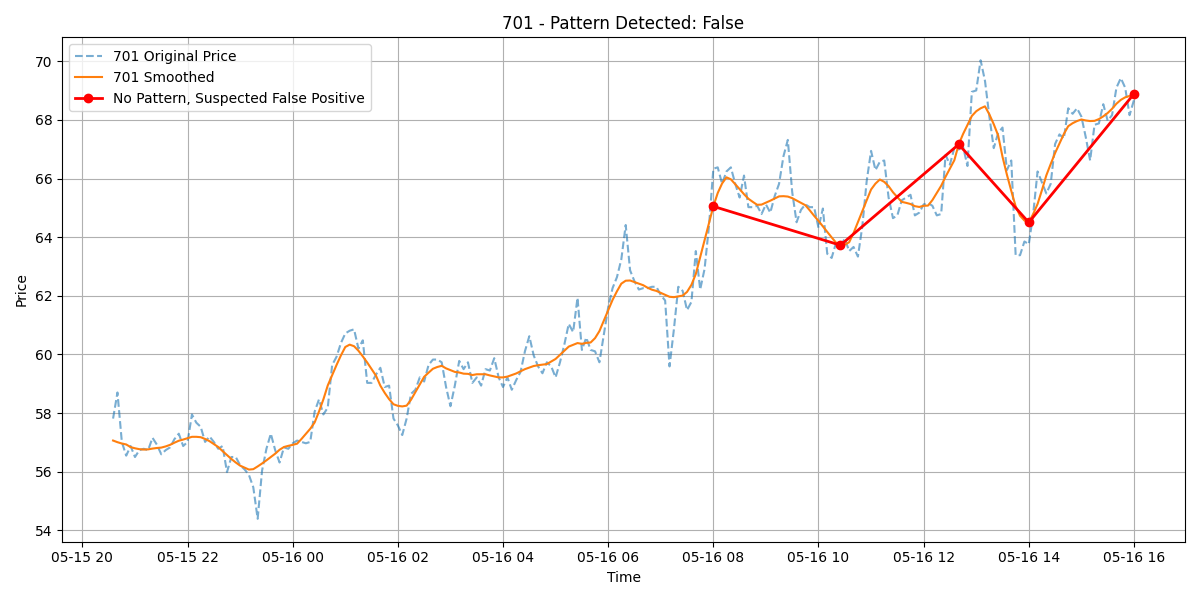 701 - Pattern Detected: False
701 Original Price
701 Smoothed
No Pattern, Suspected False Positive
Price
70
68
66
64
62
60
58
56
54
05-15 20 05-15 22 05-16 00 05-16 02 05-16 04 05-16 06 05-16 08 05-16 10 05-16 12 05-16 14 05-16 16
Time